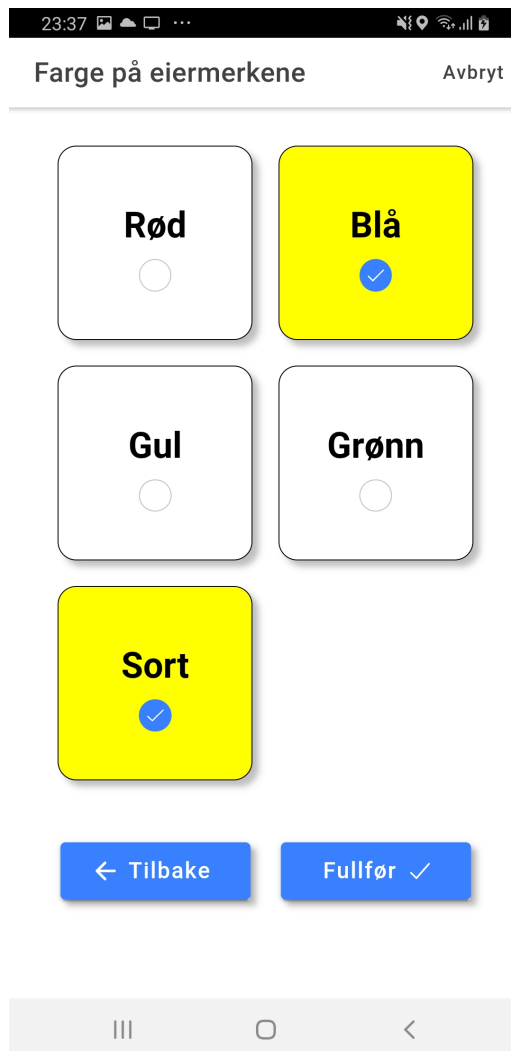 23:37
Farge på eiermerkene Avbryt
Rød Blå
Gul Grønn
Sort
Tilbake Fullfør